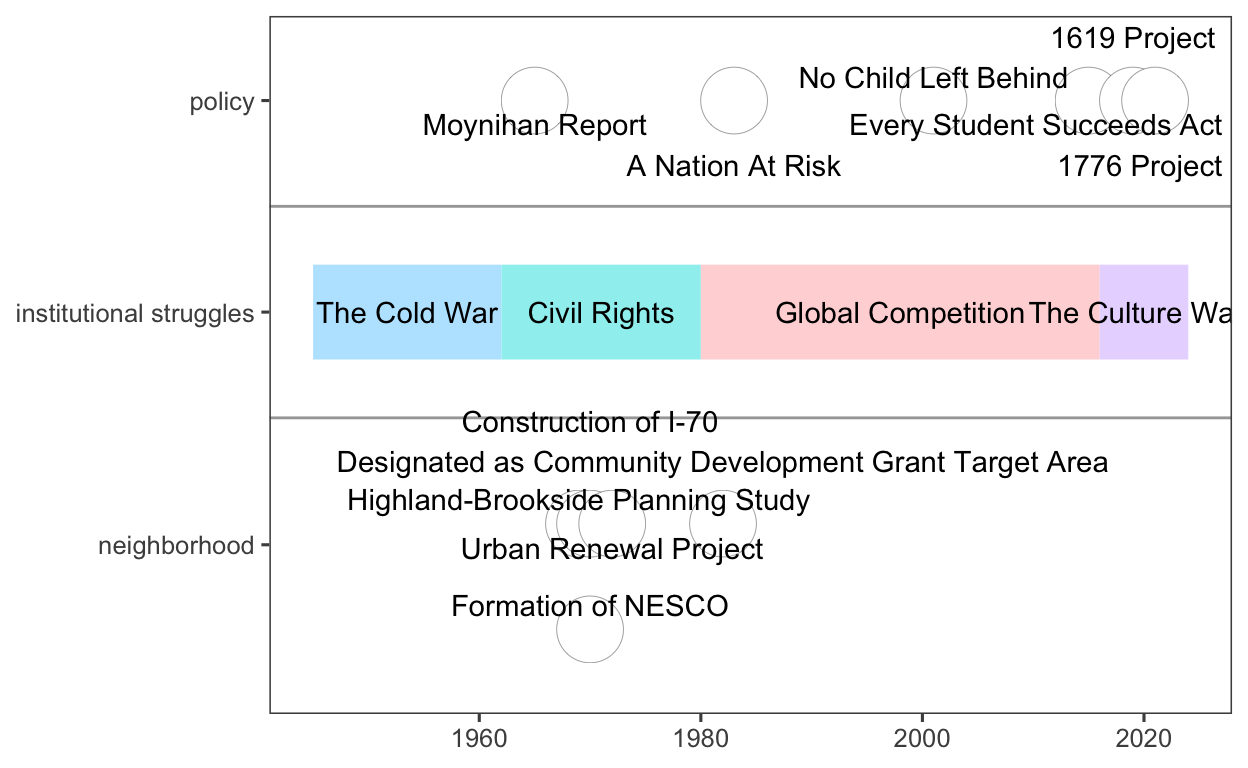 1619 Project
No Child Left Behind
policy
Moynihan Report
Every Student Succeeds Act
A Nation At Risk
1776 Project
institutional struggles
The Cold War
Civil Rights
Global Competition
The Culture Wa
Construction of I-70
Designated as Community Development Grant Target Area
Highland-Brookside Planning Study
neighborhood
Urban Renewal Project
Formation of NESCO
1960
1980
2000
2020